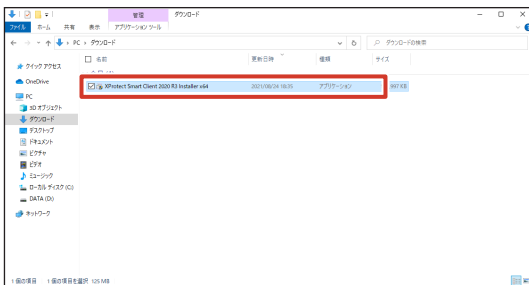 管理 ダウンロード
ファイル ホーム 共有 表示 アプリケーション ツール
PC › ダウンロード
ダウンロードの検索
名前 更新日時 種類 サイズ
XProtect Smart Client 2020 R3 Installer x64 2021/08/24 18:35 アプリケーション 997 KB
クイック アクセス
OneDrive
PC
3D オブジェクト
ダウンロード
デスクトップ
ドキュメント
ピクチャ
ビデオ
ミュージック
ローカル ディスク (C:)
DATA (D:)
ネットワーク
1 個の項目 1 個の項目を選択 125 MB